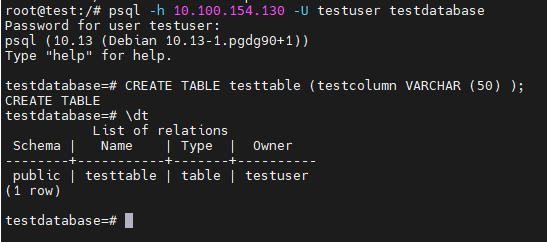 root@test:/# psql -h 10.100.154.130 -U testuser testdatabase
Password for user testuser:
psql (10.13 (Debian 10.13-1.pgdg90+1))
Type "help" for help.

testdatabase=# CREATE TABLE testtable (testcolumn VARCHAR (50) );
CREATE TABLE
testdatabase=# \dt
           List of relations
 Schema |   Name    | Type  |  Owner
--------+-----------+-------+----------
 public | testtable | table | testuser
(1 row)

testdatabase=#